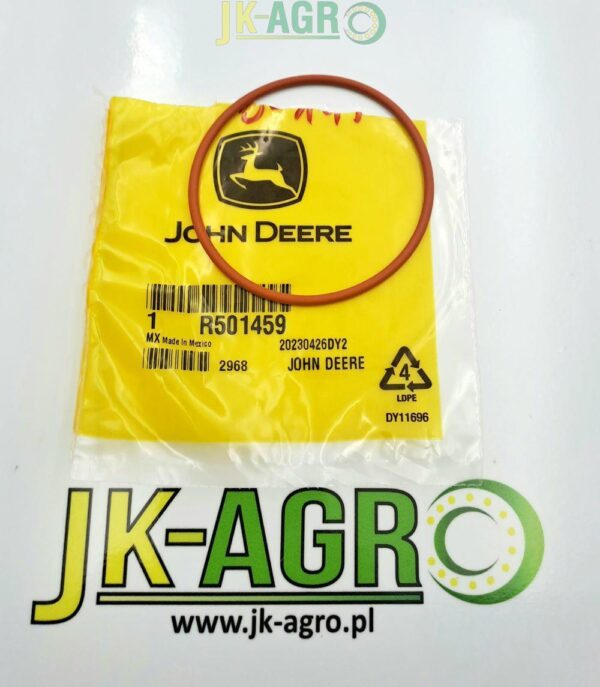 JK-AGRO
JOHN DEERE
1 R501459
MX Made In Mexico 20230426DY2
2968 JOHN DEERE
4
LDPE
DY11696
JK-AGRO
www.jk-agro.pl